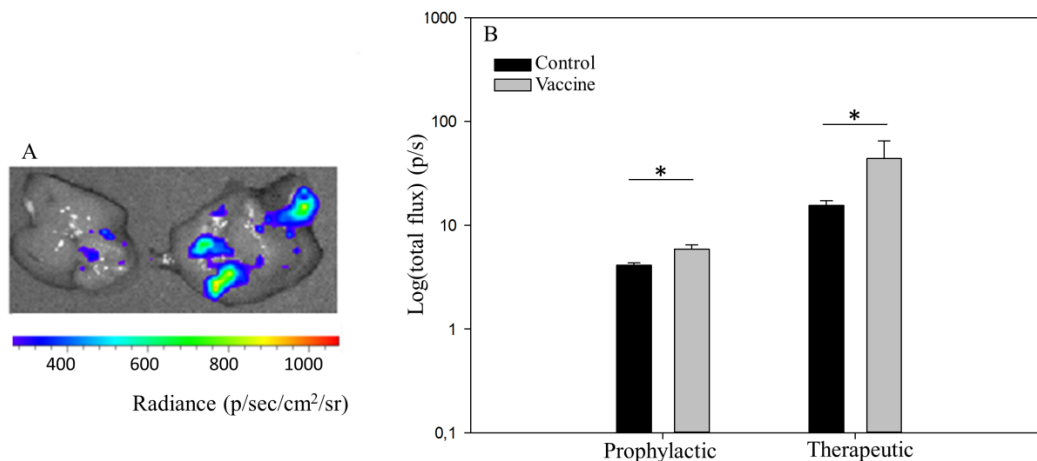 A
400 600 800 1000
Radiance (p/sec/cm²/sr)
B
Control
Vaccine
Log(total flux) (p/s)
1000
100
10
1
0,1
*
*
Prophylactic Therapeutic